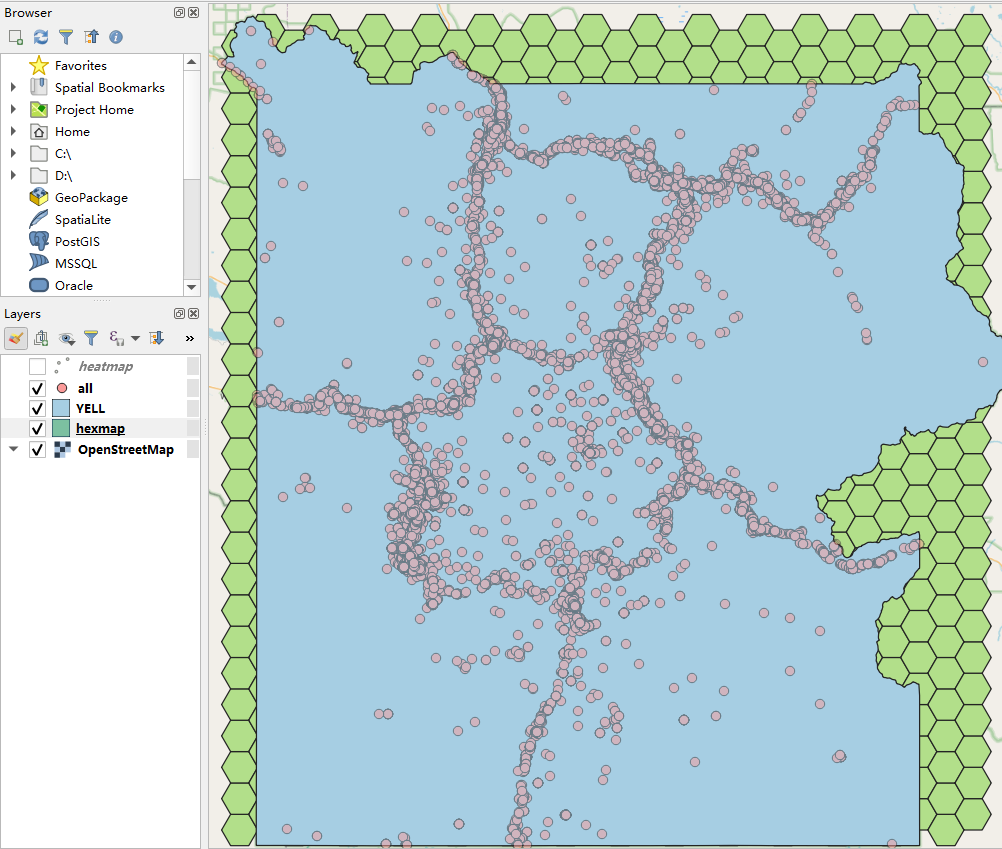 Browser
Favorites
Spatial Bookmarks
Project Home
Home
C:\
D:\
GeoPackage
SpatiaLite
PostGIS
MSSQL
Oracle
Layers
»
heatmap
all
YELL
hexmap
OpenStreetMap